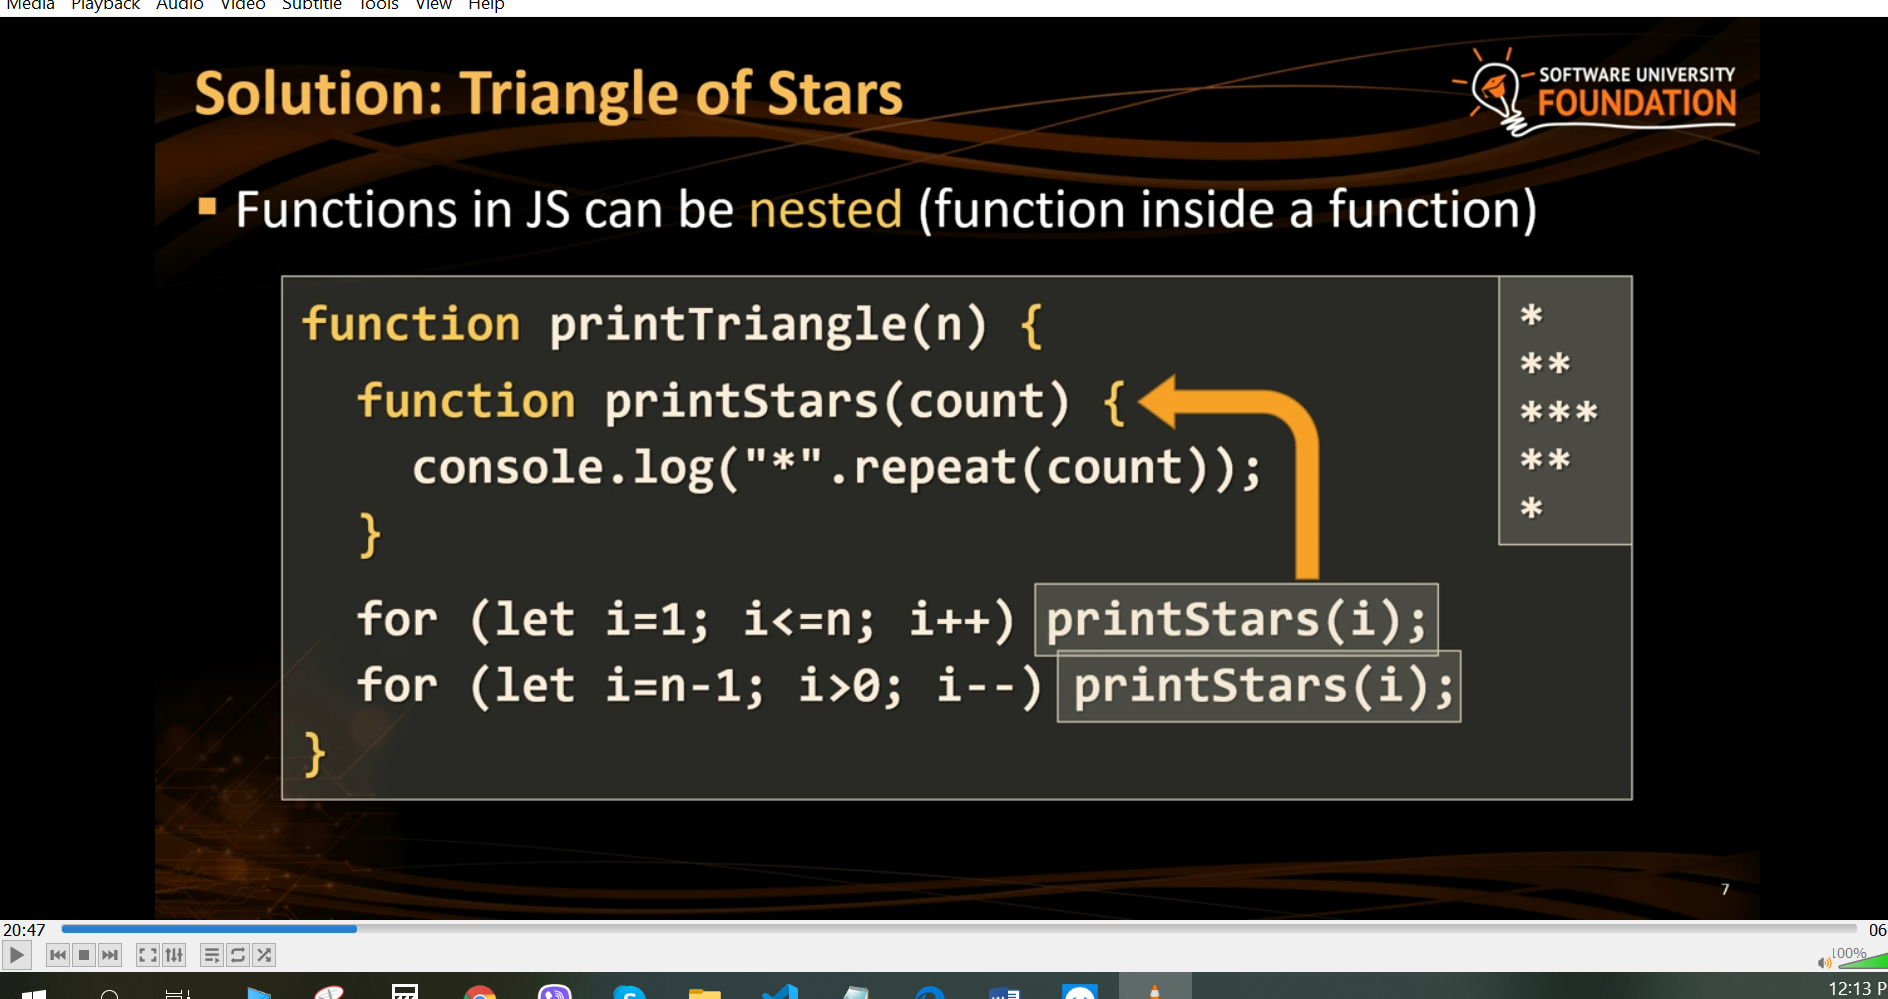 Media Playback Audio Video Subtitle Tools View Help
Solution: Triangle of Stars
SOFTWARE UNIVERSITY
FOUNDATION
▪ Functions in JS can be nested (function inside a function)
function printTriangle(n) {
function printStars(count) {
console.log("*".repeat(count));
}
for (let i=1; i<=n; i++) printStars(i);
for (let i=n-1; i>0; i--) printStars(i);
}
*
**
***
**
*
7
20:47
06
100%
12:13 P